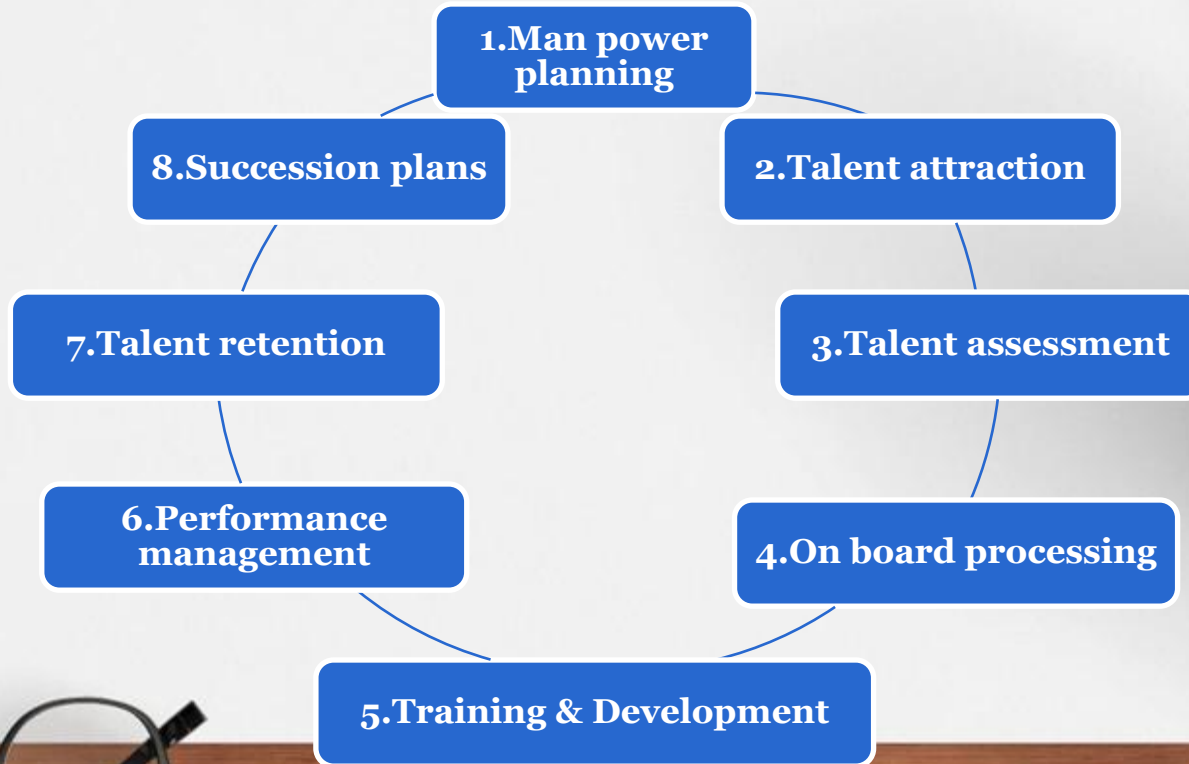 1.Man power
planning
2.Talent attraction
3.Talent assessment
4.On board processing
5.Training & Development
6.Performance
management
7.Talent retention
8.Succession plans